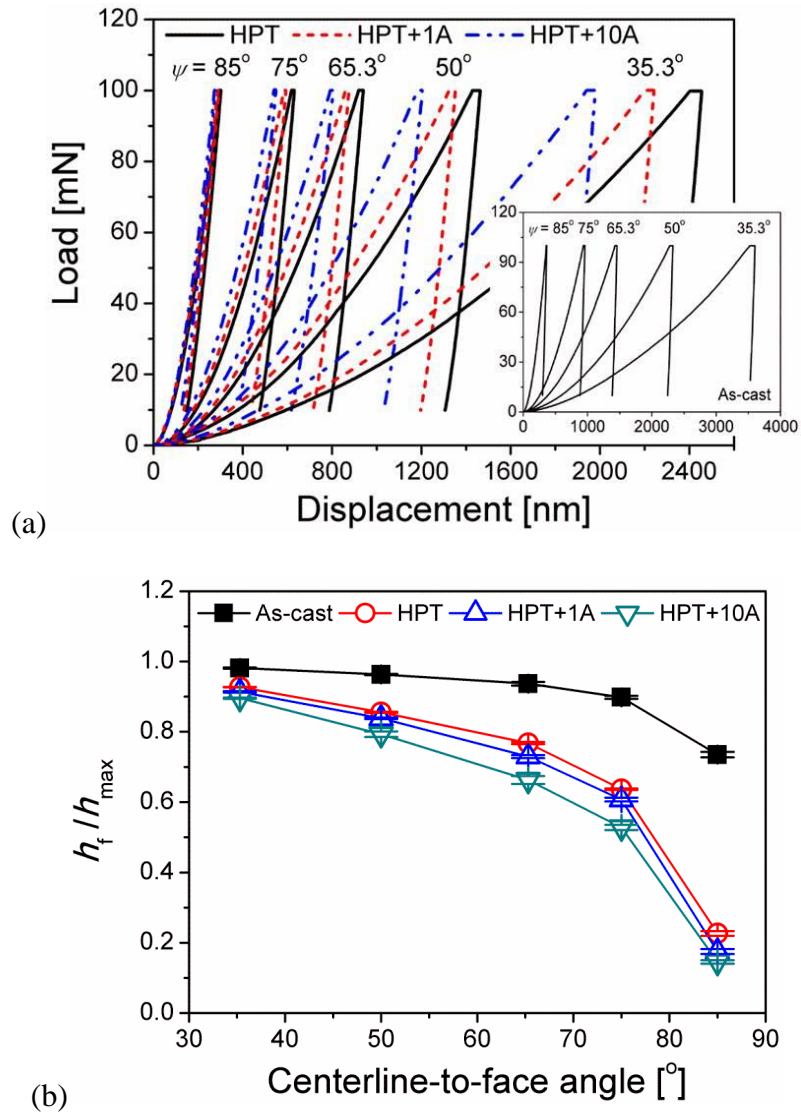 HPT HPT+1A HPT+10A
ψ = 85° 75° 65.3° 50° 35.3°
120
100
80
60
40
20
0
Load [mN]
0 400 800 1200 1600 2000 2400
Displacement [nm]
120
90
60
30
0
ψ = 85° 75° 65.3° 50° 35.3°
As-cast
0 1000 2000 3000 4000
(a)
1.2
1.0
0.8
0.6
0.4
0.2
0.0
As-cast HPT HPT+1A HPT+10A
hf /hmax
30 40 50 60 70 80 90
Centerline-to-face angle [°]
(b)